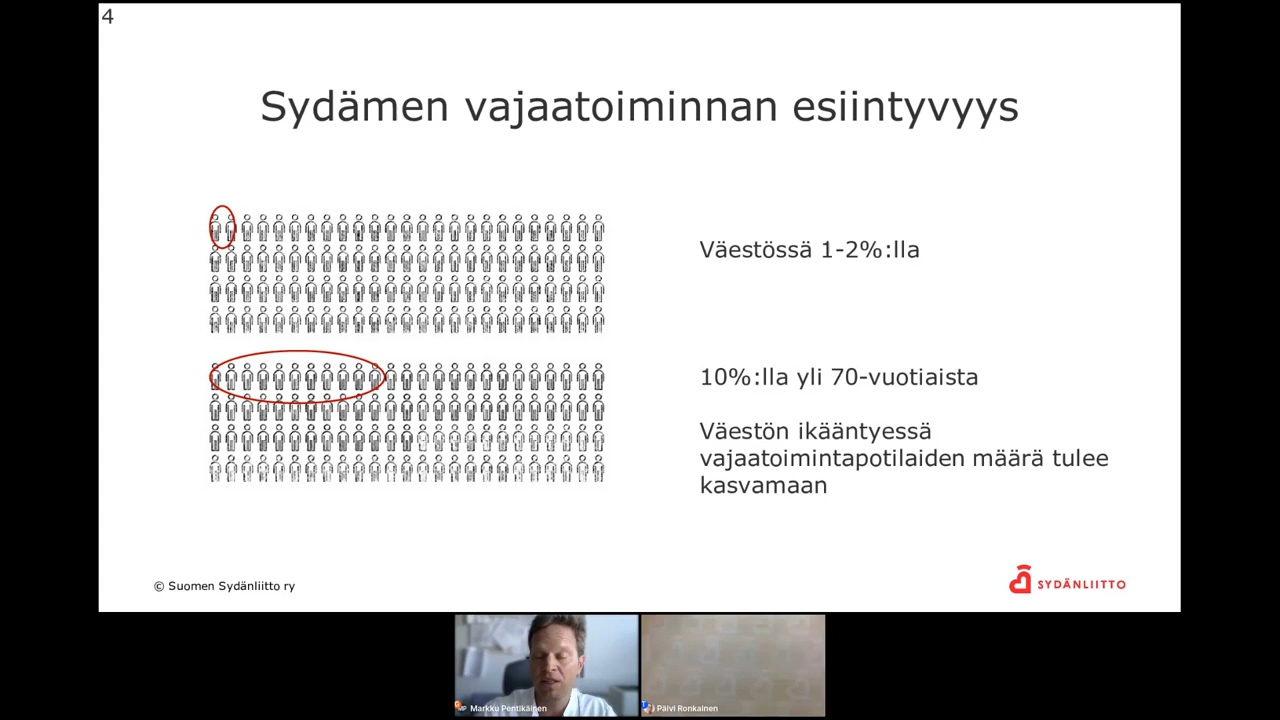 4
Sydämen vajaatoiminnan esiintyvyys
Väestössä 1-2%:lla
10%:lla yli 70-vuotiaista
Väestön ikääntyessä
vajaatoimintapotilaiden määrä tulee
kasvamaan
© Suomen Sydänliitto ry
SYDÄNLIITTO
MP Markku Pentikäinen
Päivi Ronkainen